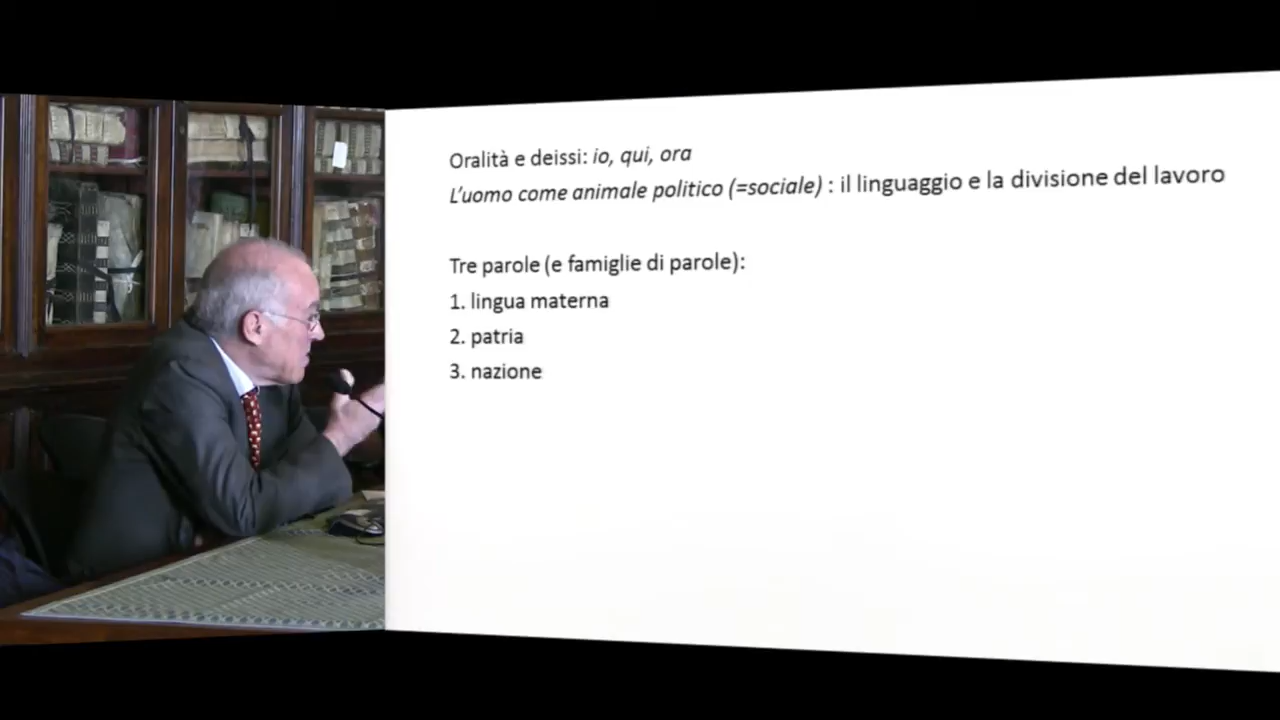 Oralità e deissi: io, qui, ora
L'uomo come animale politico (=sociale) : il linguaggio e la divisione del lavoro
Tre parole (e famiglie di parole):
1. lingua materna
2. patria
3. nazione